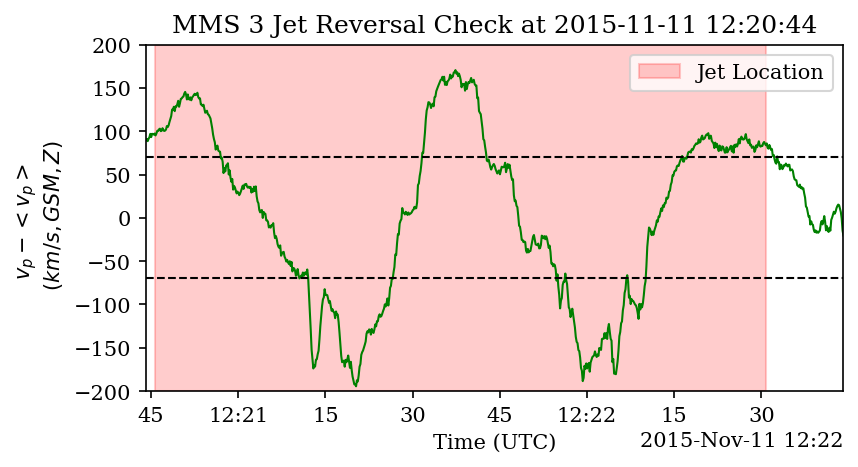 MMS 3 Jet Reversal Check at 2015-11-11 12:20:44
Jet Location
200
150
100
50
0
−50
−100
−150
−200
v_p − < v_p >
(km/s, GSM, Z)
45 12:21 15 30 45 12:22 15 30
Time (UTC)
2015-Nov-11 12:22